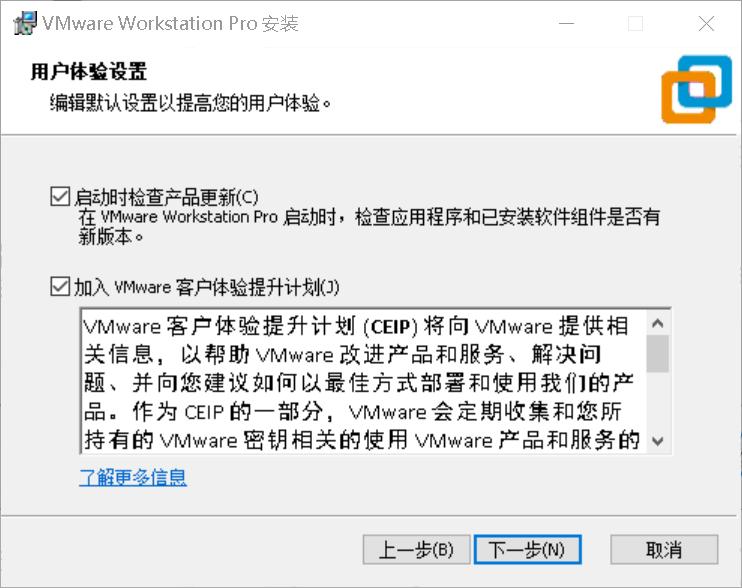 VMware Workstation Pro 安装
用户体验设置
编辑默认设置以提高您的用户体验。
启动时检查产品更新(C)
在 VMware Workstation Pro 启动时，检查应用程序和已安装软件组件是否有
新版本。
加入 VMware 客户体验提升计划(J)
VMware 客户体验提升计划 (CEIP) 将向 VMware 提供相
关信息，以帮助 VMware 改进产品和服务、解决问
题、并向您建议如何以最佳方式部署和使用我们的产
品。作为 CEIP 的一部分，VMware 会定期收集和您所
持有的 VMware 密钥相关的使用 VMware 产品和服务的
了解更多信息
上一步(B) 下一步(N) 取消